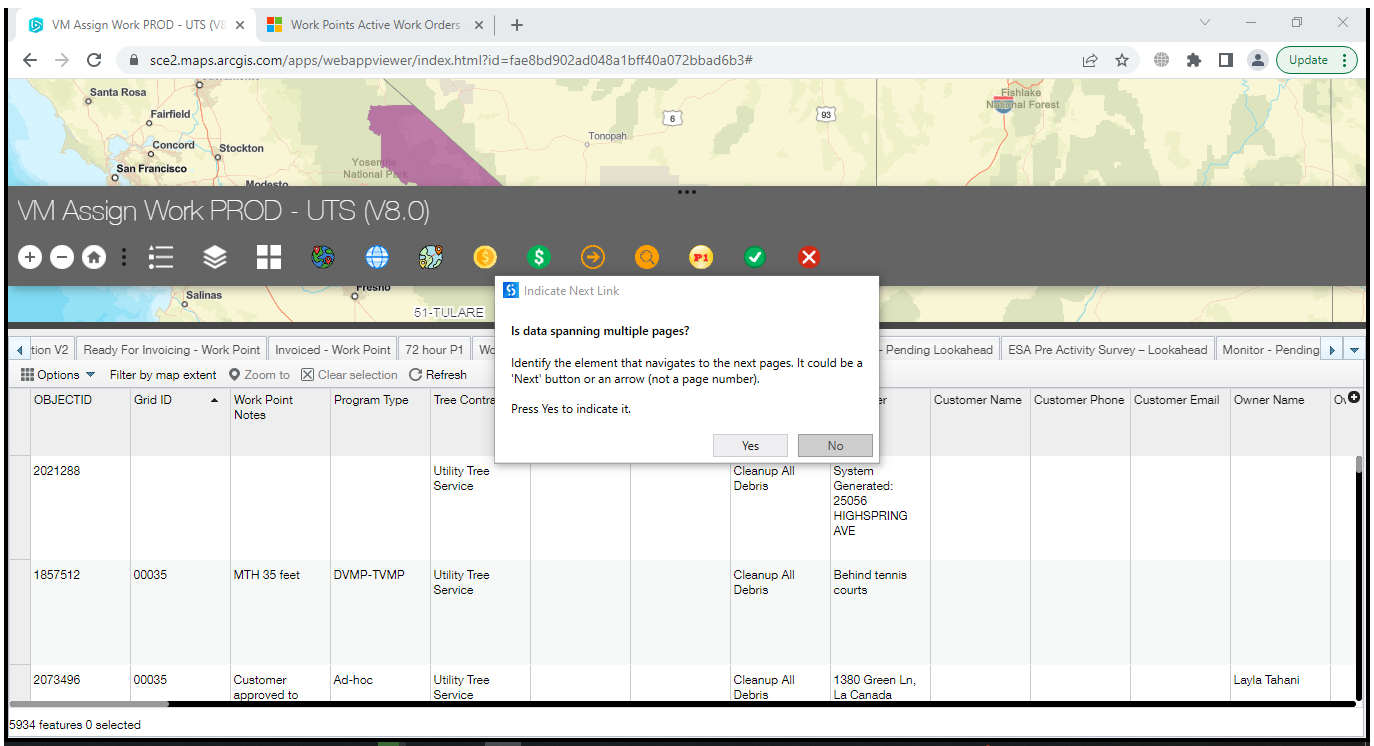 VM Assign Work PROD - UTS (V8
Work Points Active Work Orders
sce2.maps.arcgis.com/apps/webappviewer/index.html?id=fae8bd902ad048a1bff40a072bbad6b3#
Update
Santa Rosa
Fairfield
Concord
Stockton
San Francisco
Modesto
Yosemite
National Park
Tonopah
6
93
Fishlake
National Forest
VM Assign Work PROD - UTS (V8.0)
P1
Salinas
Fresno
51-TULARE
Indicate Next Link
Is data spanning multiple pages?
Identify the element that navigates to the next pages. It could be a
'Next' button or an arrow (not a page number).
Press Yes to indicate it.
Yes No
tion V2 Ready For Invoicing - Work Point Invoiced - Work Point 72 hour P1 Wo - Pending Lookahead ESA Pre Activity Survey – Lookahead Monitor - Pending
Options Filter by map extent Zoom to Clear selection Refresh
OBJECTID Grid ID Work Point Program Type Tree Contra er Customer Name Customer Phone Customer Email Owner Name
Notes
2021288 Utility Tree Cleanup All System
Service Debris Generated:
25056
HIGHSPRING
AVE
1857512 00035 MTH 35 feet DVMP-TVMP Utility Tree Cleanup All Behind tennis
Service Debris courts
2073496 00035 Customer Ad-hoc Utility Tree Cleanup All 1380 Green Ln, Layla Tahani
approved to Service Debris La Canada
5934 features 0 selected